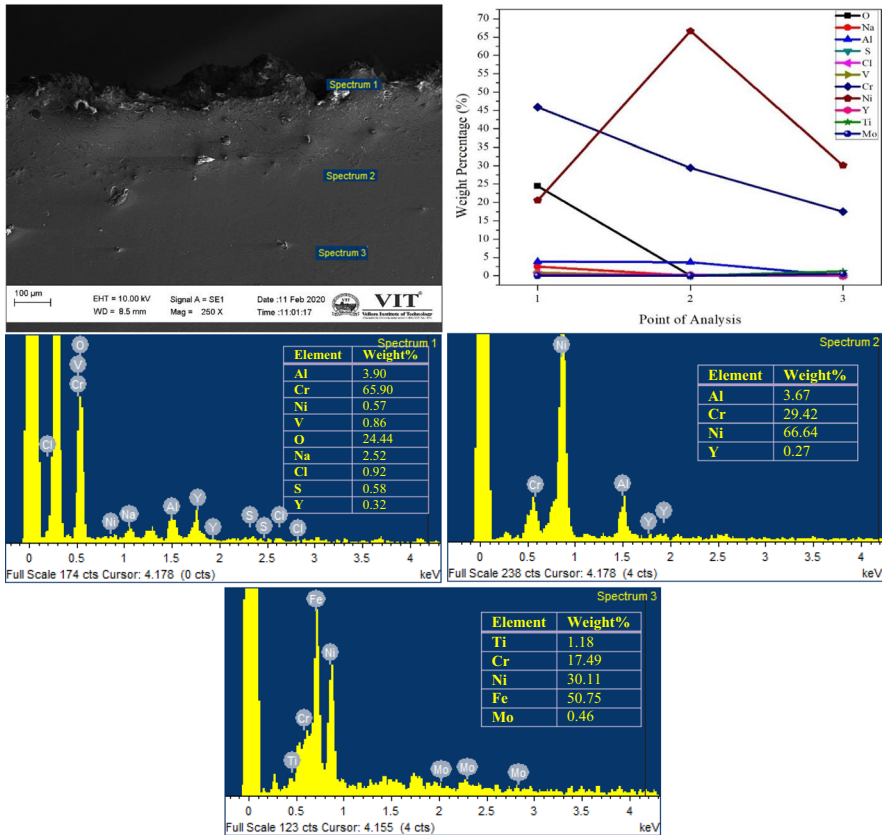 Spectrum 1
Spectrum 2
Spectrum 3
100 µm
EHT = 10.00 kV Signal A = SE1 Date :11 Feb 2020
WD = 8.5 mm Mag = 250 X Time :11:01:17
VIT
Vellore Institute of Technology
Weight Percentage (%)
70
65
60
55
50
45
40
35
30
25
20
15
10
5
0
1 2 3
Point of Analysis
O
Na
Al
S
Cl
V
Cr
Ni
Y
Ti
Mo
Spectrum 1
Element Weight%
Al 3.90
Cr 65.90
Ni 0.57
V 0.86
O 24.44
Na 2.52
Cl 0.92
S 0.58
Y 0.32
O
V
Cr
Cl
Ni Na Al Y Y S S Cl Cl
0 0.5 1 1.5 2 2.5 3 3.5 4
Full Scale 174 cts Cursor: 4.178 (0 cts) keV
Spectrum 2
Element Weight%
Al 3.67
Cr 29.42
Ni 66.64
Y 0.27
Ni
Cr Al Y Y
0 0.5 1 1.5 2 2.5 3 3.5 4
Full Scale 238 cts Cursor: 4.178 (4 cts) keV
Spectrum 3
Element Weight%
Ti 1.18
Cr 17.49
Ni 30.11
Fe 50.75
Mo 0.46
Fe
Ni
Cr
Ti Mo Mo Mo
0 0.5 1 1.5 2 2.5 3 3.5 4
Full Scale 123 cts Cursor: 4.155 (4 cts) keV